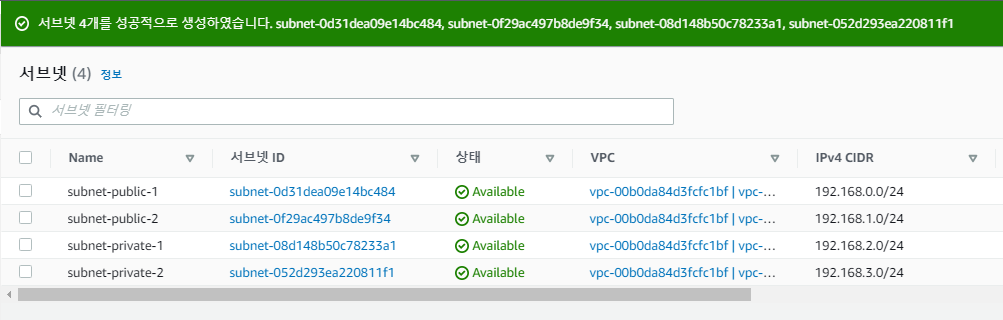 서브넷 4개를 성공적으로 생성하였습니다. subnet-0d31dea09e14bc484, subnet-0f29ac497b8de9f34, subnet-08d148b50c78233a1, subnet-052d293ea220811f1
서브넷 (4) 정보
서브넷 필터링
Name 서브넷 ID 상태 VPC IPv4 CIDR
subnet-public-1 subnet-0d31dea09e14bc484 Available vpc-00b0da84d3fcfc1bf | vpc-... 192.168.0.0/24
subnet-public-2 subnet-0f29ac497b8de9f34 Available vpc-00b0da84d3fcfc1bf | vpc-... 192.168.1.0/24
subnet-private-1 subnet-08d148b50c78233a1 Available vpc-00b0da84d3fcfc1bf | vpc-... 192.168.2.0/24
subnet-private-2 subnet-052d293ea220811f1 Available vpc-00b0da84d3fcfc1bf | vpc-... 192.168.3.0/24